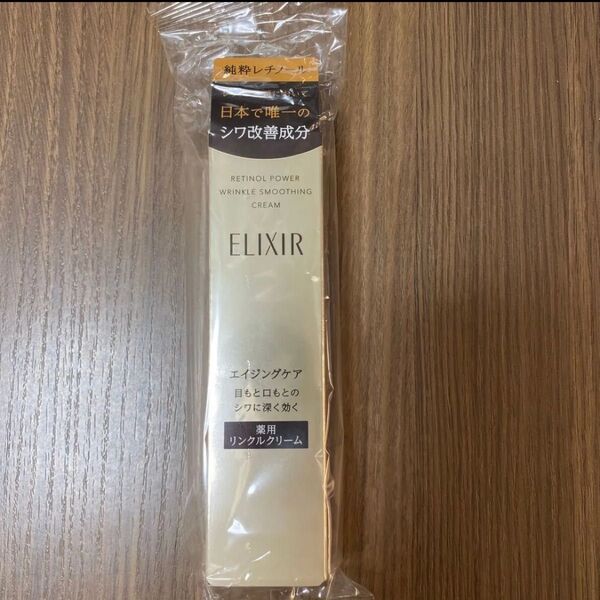 純粋レチノール
日本で唯一の
シワ改善成分
RETINOL POWER
WRINKLE SMOOTHING
CREAM
ELIXIR
エイジングケア
目もと口もとの
シワに深く効く
薬用
リンクルクリーム